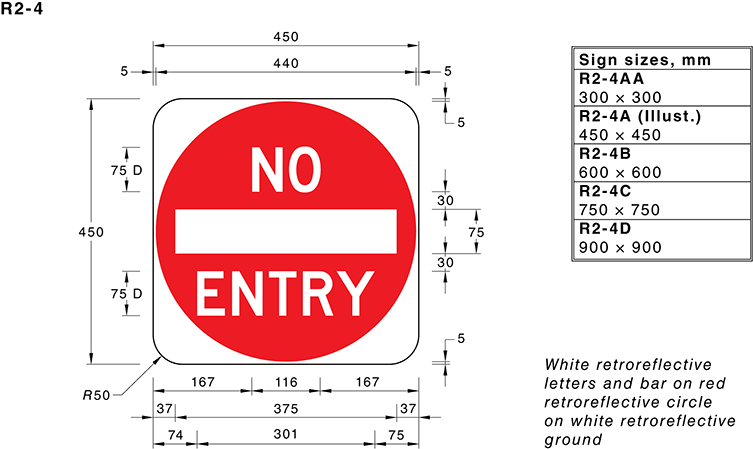 R2-4
450
5 440 5
5
75 D
NO
30
450
75
30
75 D
ENTRY
5
R50
167 116 167
37 375 37
74 301 75
Sign sizes, mm
R2-4AA
300 × 300
R2-4A (Illust.)
450 × 450
R2-4B
600 × 600
R2-4C
750 × 750
R2-4D
900 × 900
White retroreflective
letters and bar on red
retroreflective circle
on white retroreflective
ground